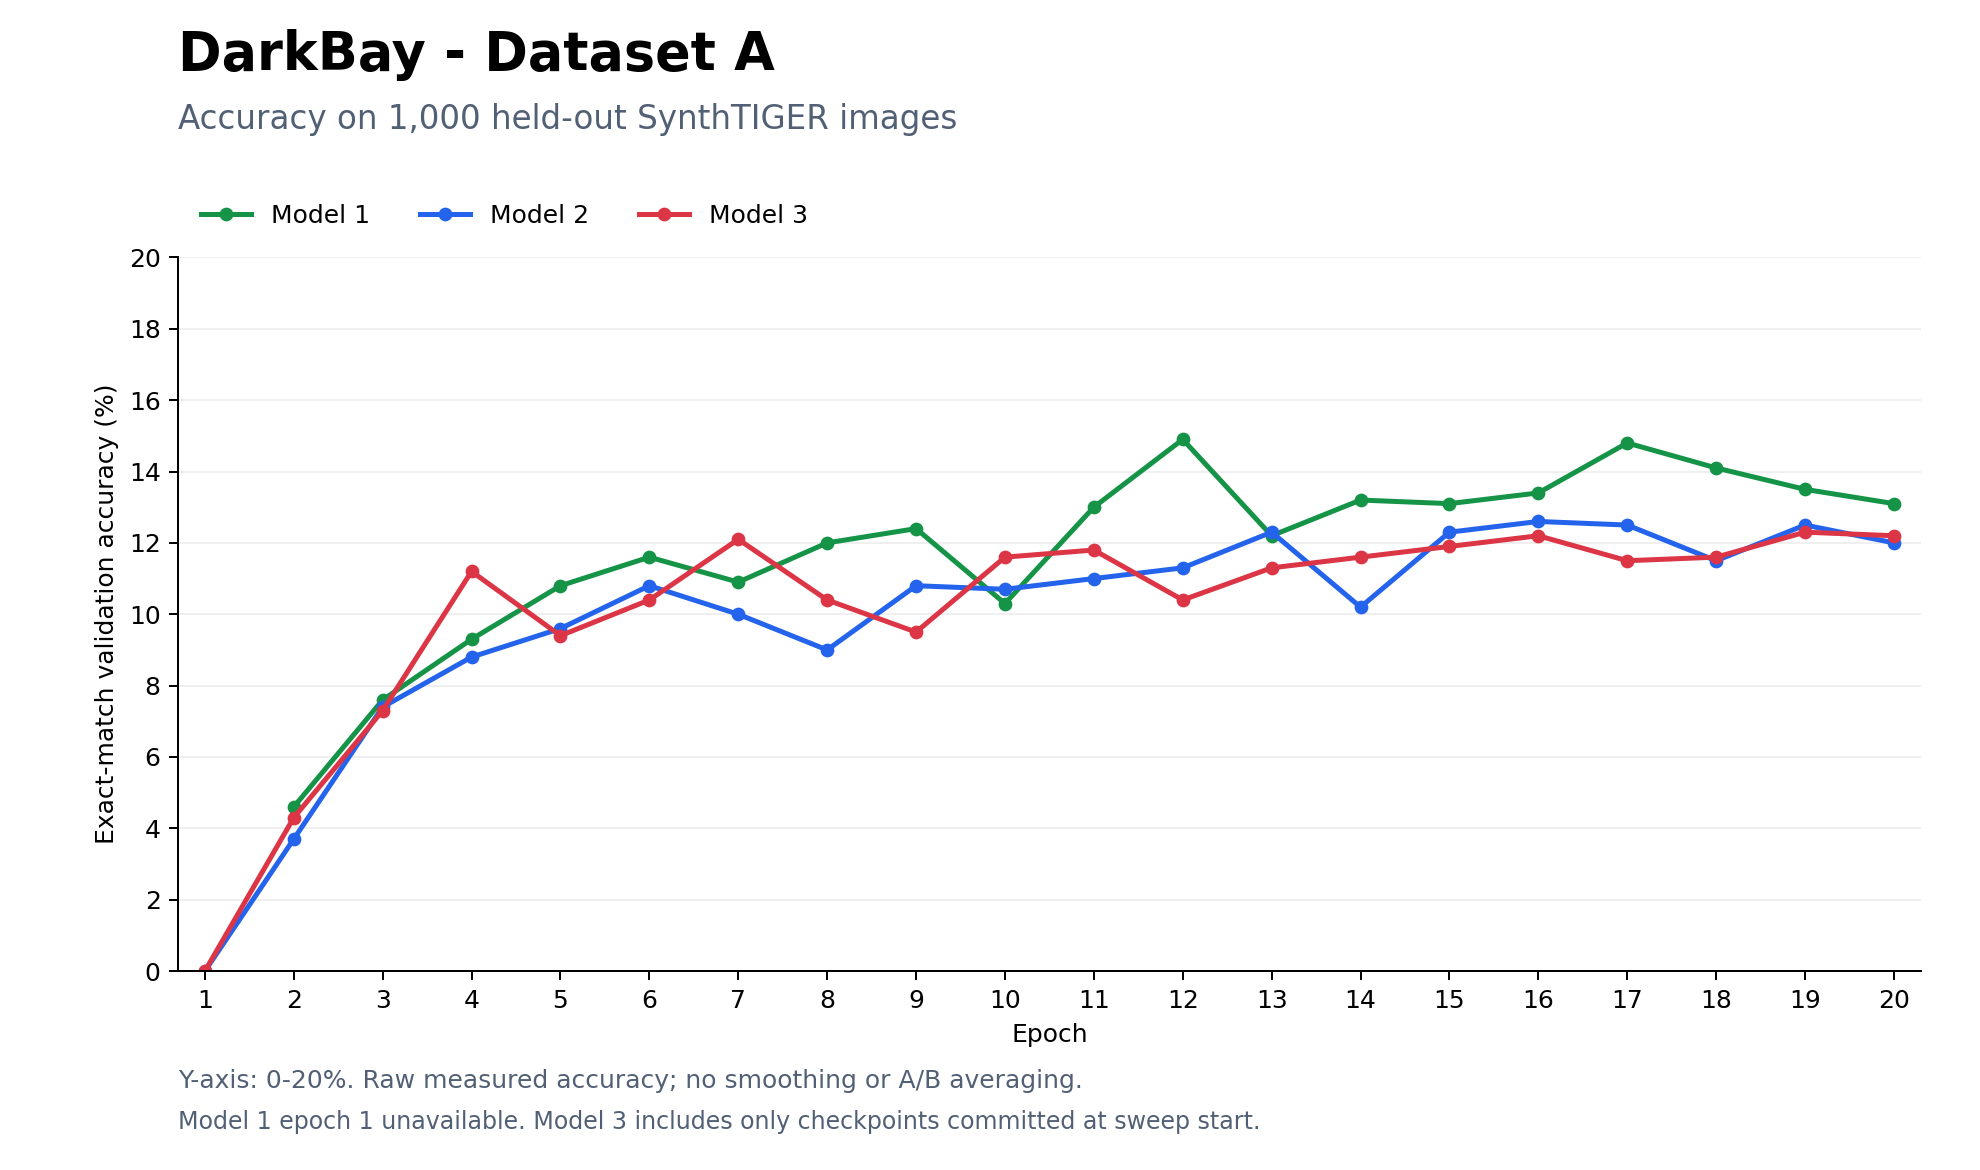 DarkBay - Dataset A
Accuracy on 1,000 held-out SynthTIGER images
Model 1 Model 2 Model 3
Exact-match validation accuracy (%)
20
18
16
14
12
10
8
6
4
2
0
1 2 3 4 5 6 7 8 9 10 11 12 13 14 15 16 17 18 19 20
Epoch
Y-axis: 0-20%. Raw measured accuracy; no smoothing or A/B averaging.
Model 1 epoch 1 unavailable. Model 3 includes only checkpoints committed at sweep start.